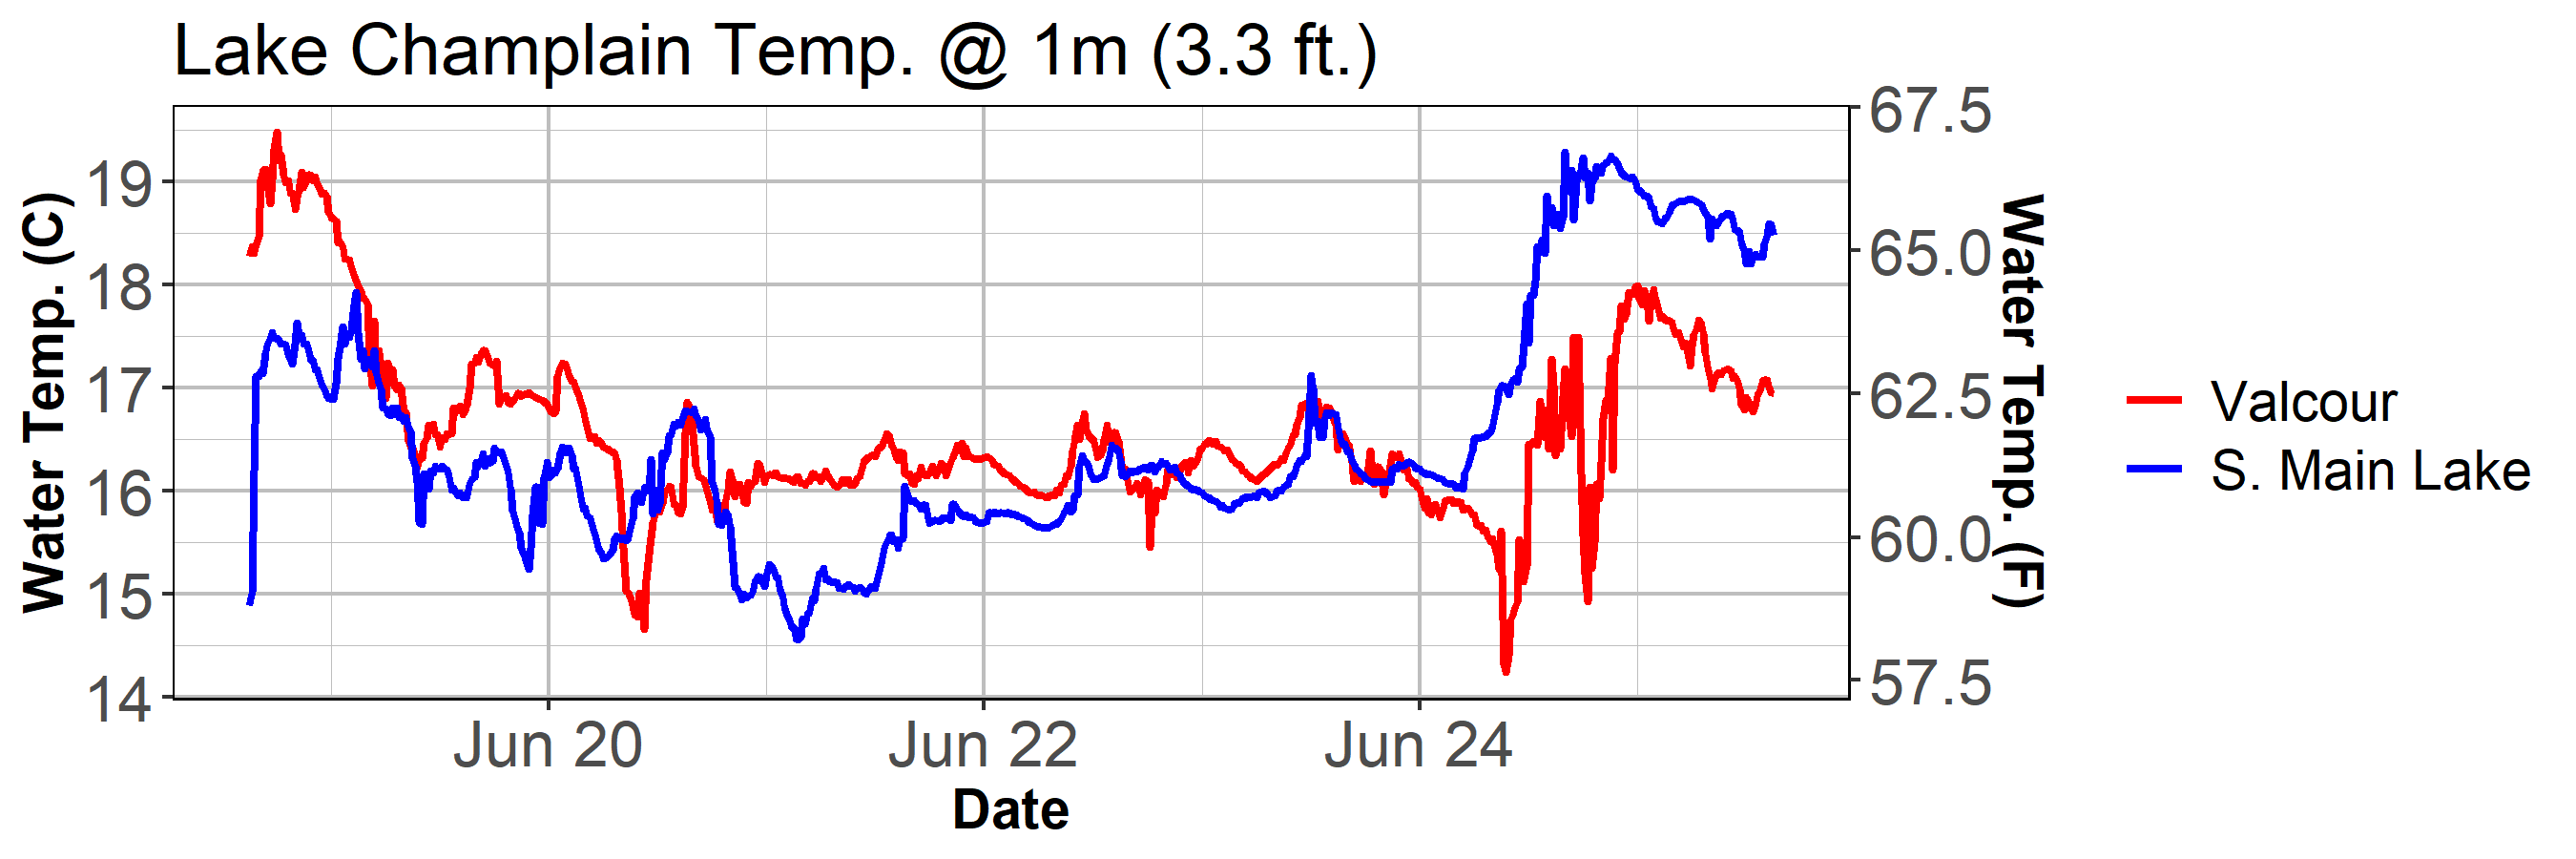 Lake Champlain Temp. @ 1m (3.3 ft.)
Water Temp. (C)
19
18
17
16
15
14
67.5
65.0
62.5
60.0
57.5
Water Temp. (F)
Jun 20
Jun 22
Jun 24
Date
Valcour
S. Main Lake